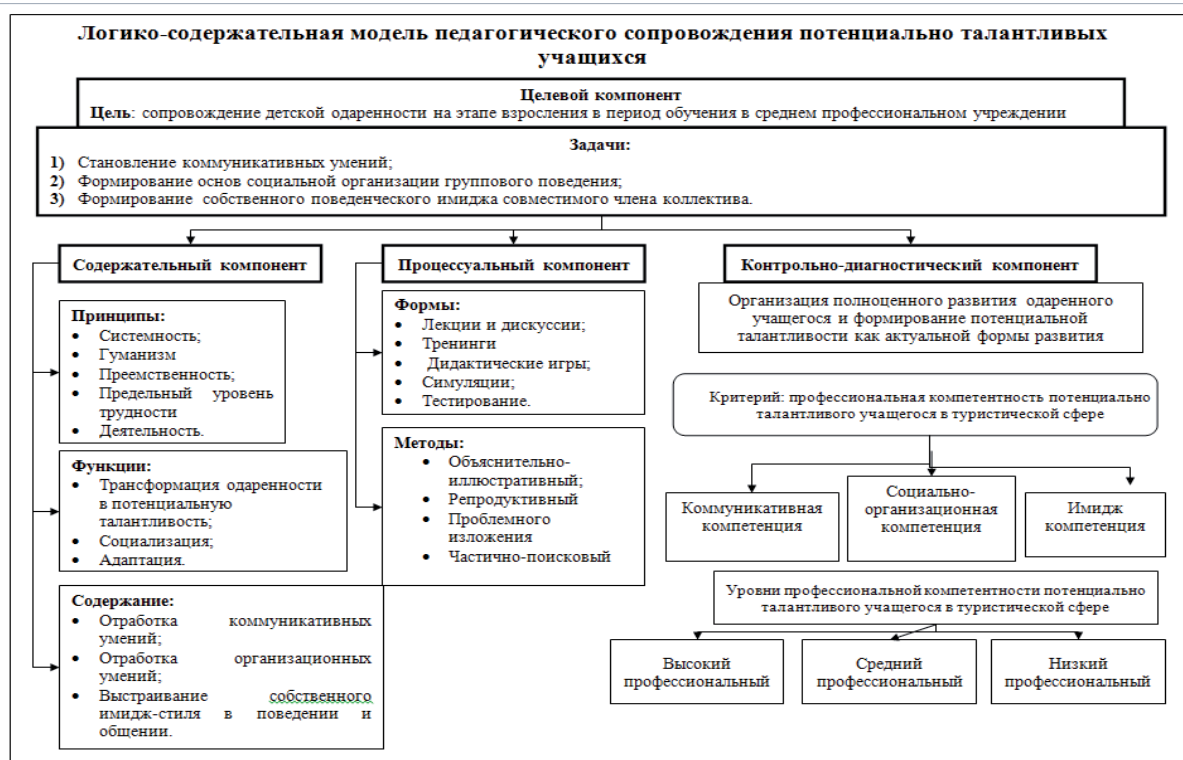 Логико-содержательная модель педагогического сопровождения потенциально талантливых
учащихся
Целевой компонент
Цель: сопровождение детской одаренности на этапе взросления в период обучения в среднем профессиональном учреждении
Задачи:
1) Становление коммуникативных умений;
2) Формирование основ социальной организации группового поведения;
3) Формирование собственного поведенческого имиджа совместимого члена коллектива.
Содержательный компонент
Принципы:
• Системность;
• Гуманизм
• Преемственность;
• Предельный уровень
трудности
• Деятельность.
Функции:
• Трансформация одаренности
в потенциальную
талантливость;
• Социализация;
• Адаптация.
Содержание:
• Отработка коммуникативных
умений;
• Отработка организационных
умений;
• Выстраивание собственного
имидж-стиля в поведении и
общении.
Процессуальный компонент
Формы:
• Лекции и дискуссии;
• Тренинги
• Дидактические игры;
• Симуляции;
• Тестирование.
Методы:
• Объяснительно-
иллюстративный;
• Репродуктивный
• Проблемного
изложения
• Частично-поисковый
Контрольно-диагностический компонент
Организация полноценного развития одаренного
учащегося и формирование потенциальной
талантливости как актуальной формы развития
Критерий: профессиональная компетентность потенциально
талантливого учащегося в туристической сфере
Коммуникативная
компетенция
Социально-
организационная
компетенция
Имидж
компетенция
Уровни профессиональной компетентности потенциально
талантливого учащегося в туристической сфере
Высокий
профессиональный
Средний
профессиональный
Низкий
профессиональный